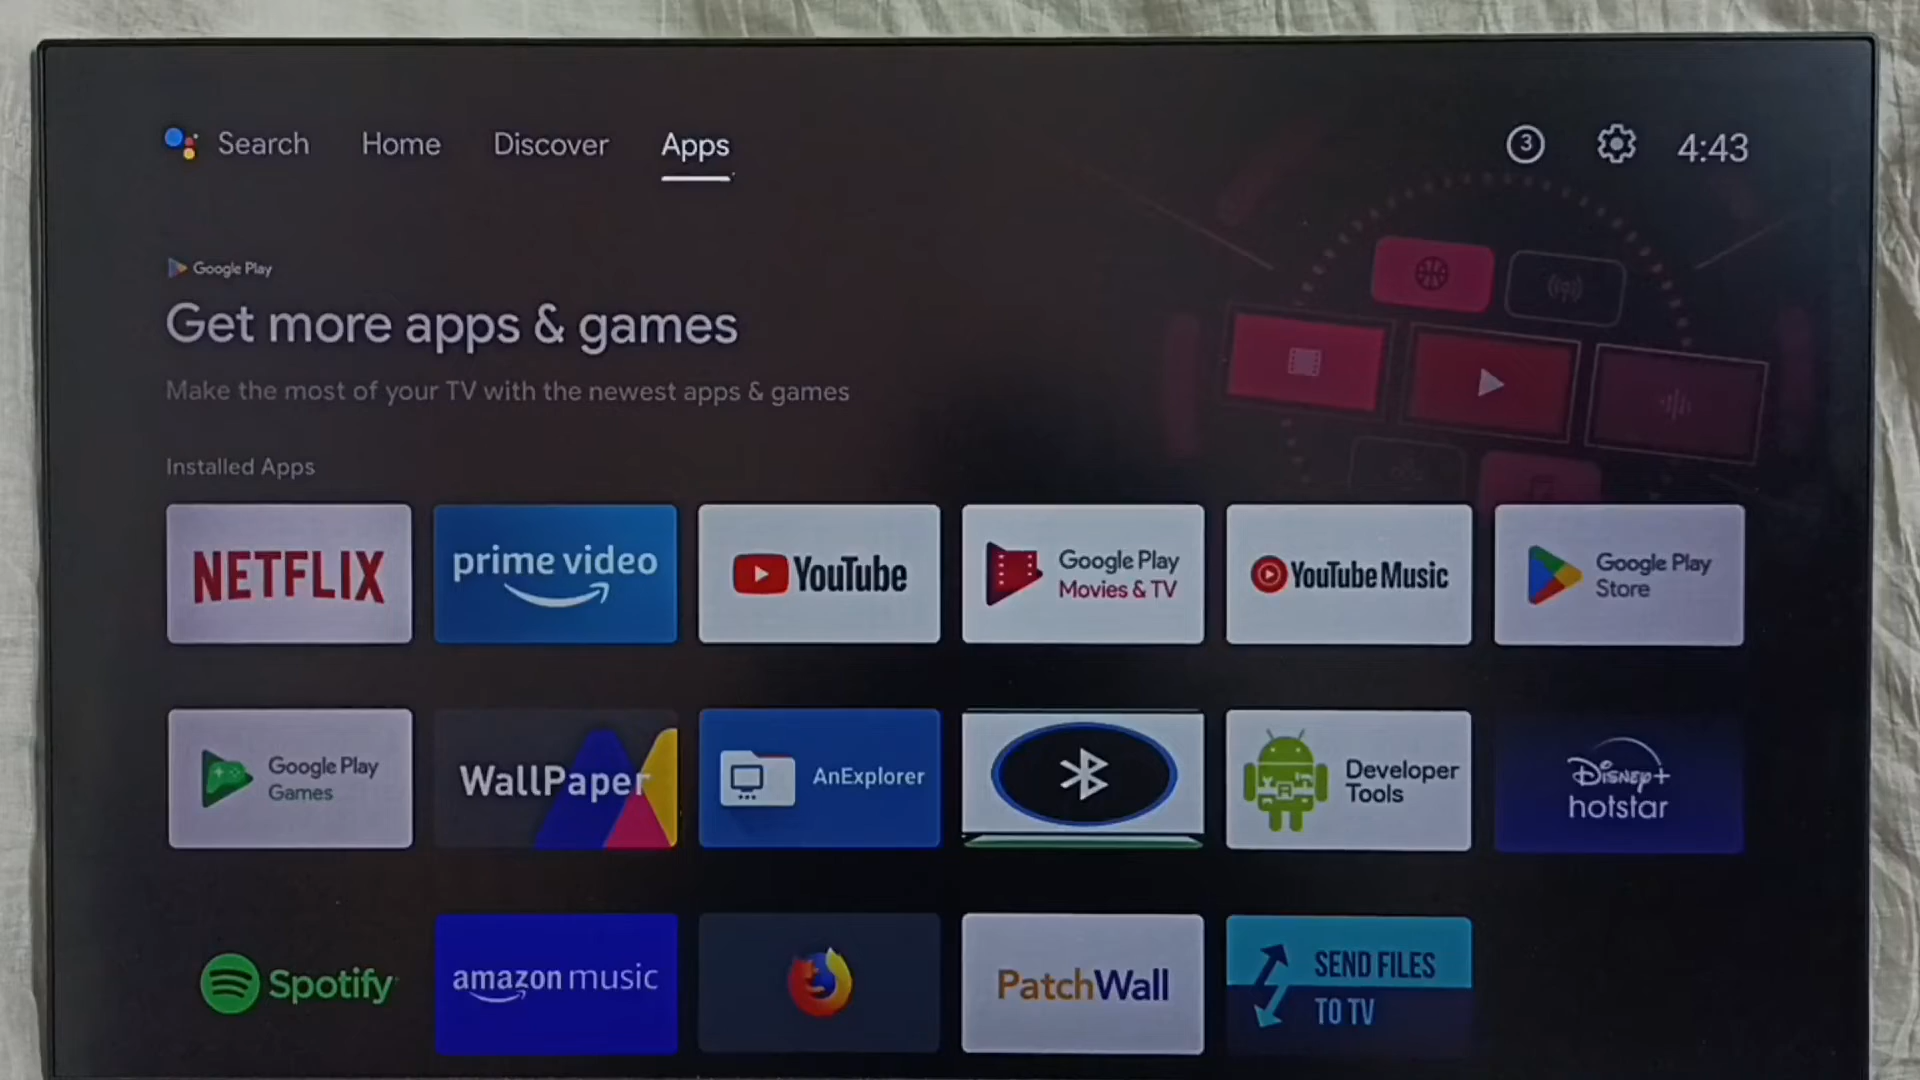 Search Home Discover Apps
3 4:43
Google Play
Get more apps & games
Make the most of your TV with the newest apps & games
Installed Apps
NETFLIX
prime video
YouTube
Google Play
Movies & TV
YouTube Music
Google Play
Store
Google Play
Games
WallPaper
AnExplorer
Developer
Tools
Disney+
hotstar
Spotify
amazon music
PatchWall
SEND FILES
TO TV